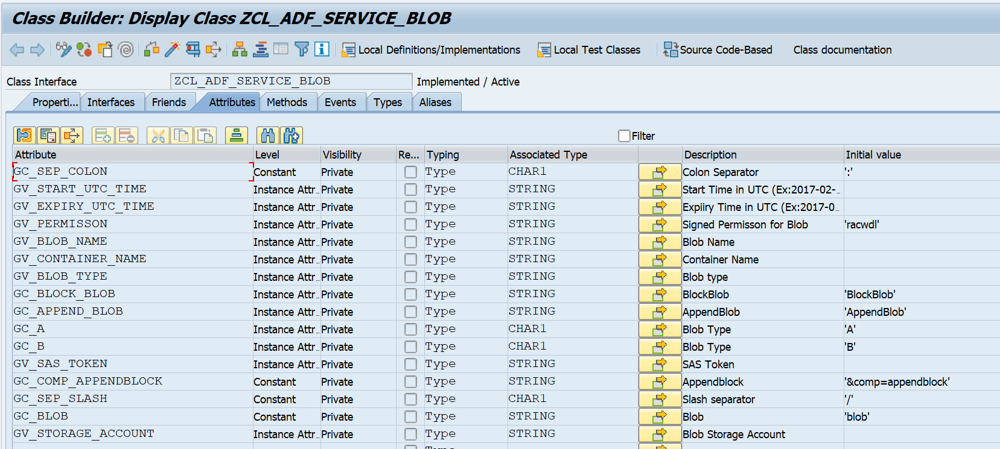 Class Builder: Display Class ZCL_ADF_SERVICE_BLOB
Local Definitions/Implementations Local Test Classes Source Code-Based Class documentation
Class Interface ZCL_ADF_SERVICE_BLOB Implemented / Active
Properti... Interfaces Friends Attributes Methods Events Types Aliases
Filter
Attribute Level Visibility Re... Typing Associated Type Description Initial value
GC_SEP_COLON Constant Private Type CHAR1 Colon Separator ':'
GV_START_UTC_TIME Instance Attr... Private Type STRING Start Time in UTC (Ex:2017-02-...
GV_EXPIRY_UTC_TIME Instance Attr... Private Type STRING Expiiry Time in UTC (Ex:2017-0...
GV_PERMISSON Instance Attr... Private Type STRING Signed Permisson for Blob 'racwdl'
GV_BLOB_NAME Instance Attr... Private Type STRING Blob Name
GV_CONTAINER_NAME Instance Attr... Private Type STRING Container Name
GV_BLOB_TYPE Instance Attr... Private Type STRING Blob type
GC_BLOCK_BLOB Instance Attr... Private Type STRING BlockBlob 'BlockBlob'
GC_APPEND_BLOB Instance Attr... Private Type STRING AppendBlob 'AppendBlob'
GC_A Instance Attr... Private Type CHAR1 Blob Type 'A'
GC_B Instance Attr... Private Type CHAR1 Blob Type 'B'
GV_SAS_TOKEN Instance Attr... Private Type STRING SAS Token
GC_COMP_APPENDBLOCK Constant Private Type STRING Appendblock '&comp=appendblock'
GC_SEP_SLASH Constant Private Type CHAR1 Slash separator '/'
GC_BLOB Constant Private Type STRING Blob 'blob'
GV_STORAGE_ACCOUNT Instance Attr... Private Type STRING Blob Storage Account